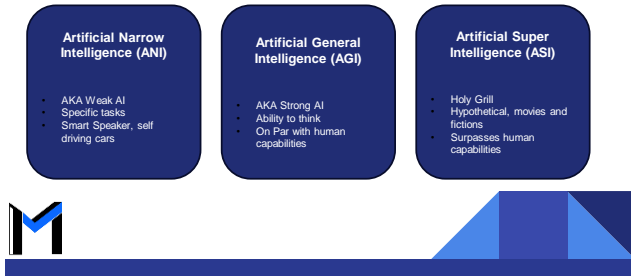 Artificial Narrow
Intelligence (ANI)
• AKA Weak AI
• Specific tasks
• Smart Speaker, self
driving cars
Artificial General
Intelligence (AGI)
• AKA Strong AI
• Ability to think
• On Par with human
capabilities
Artificial Super
Intelligence (ASI)
• Holy Grill
• Hypothetical, movies and
fictions
• Surpasses human
capabilities
M